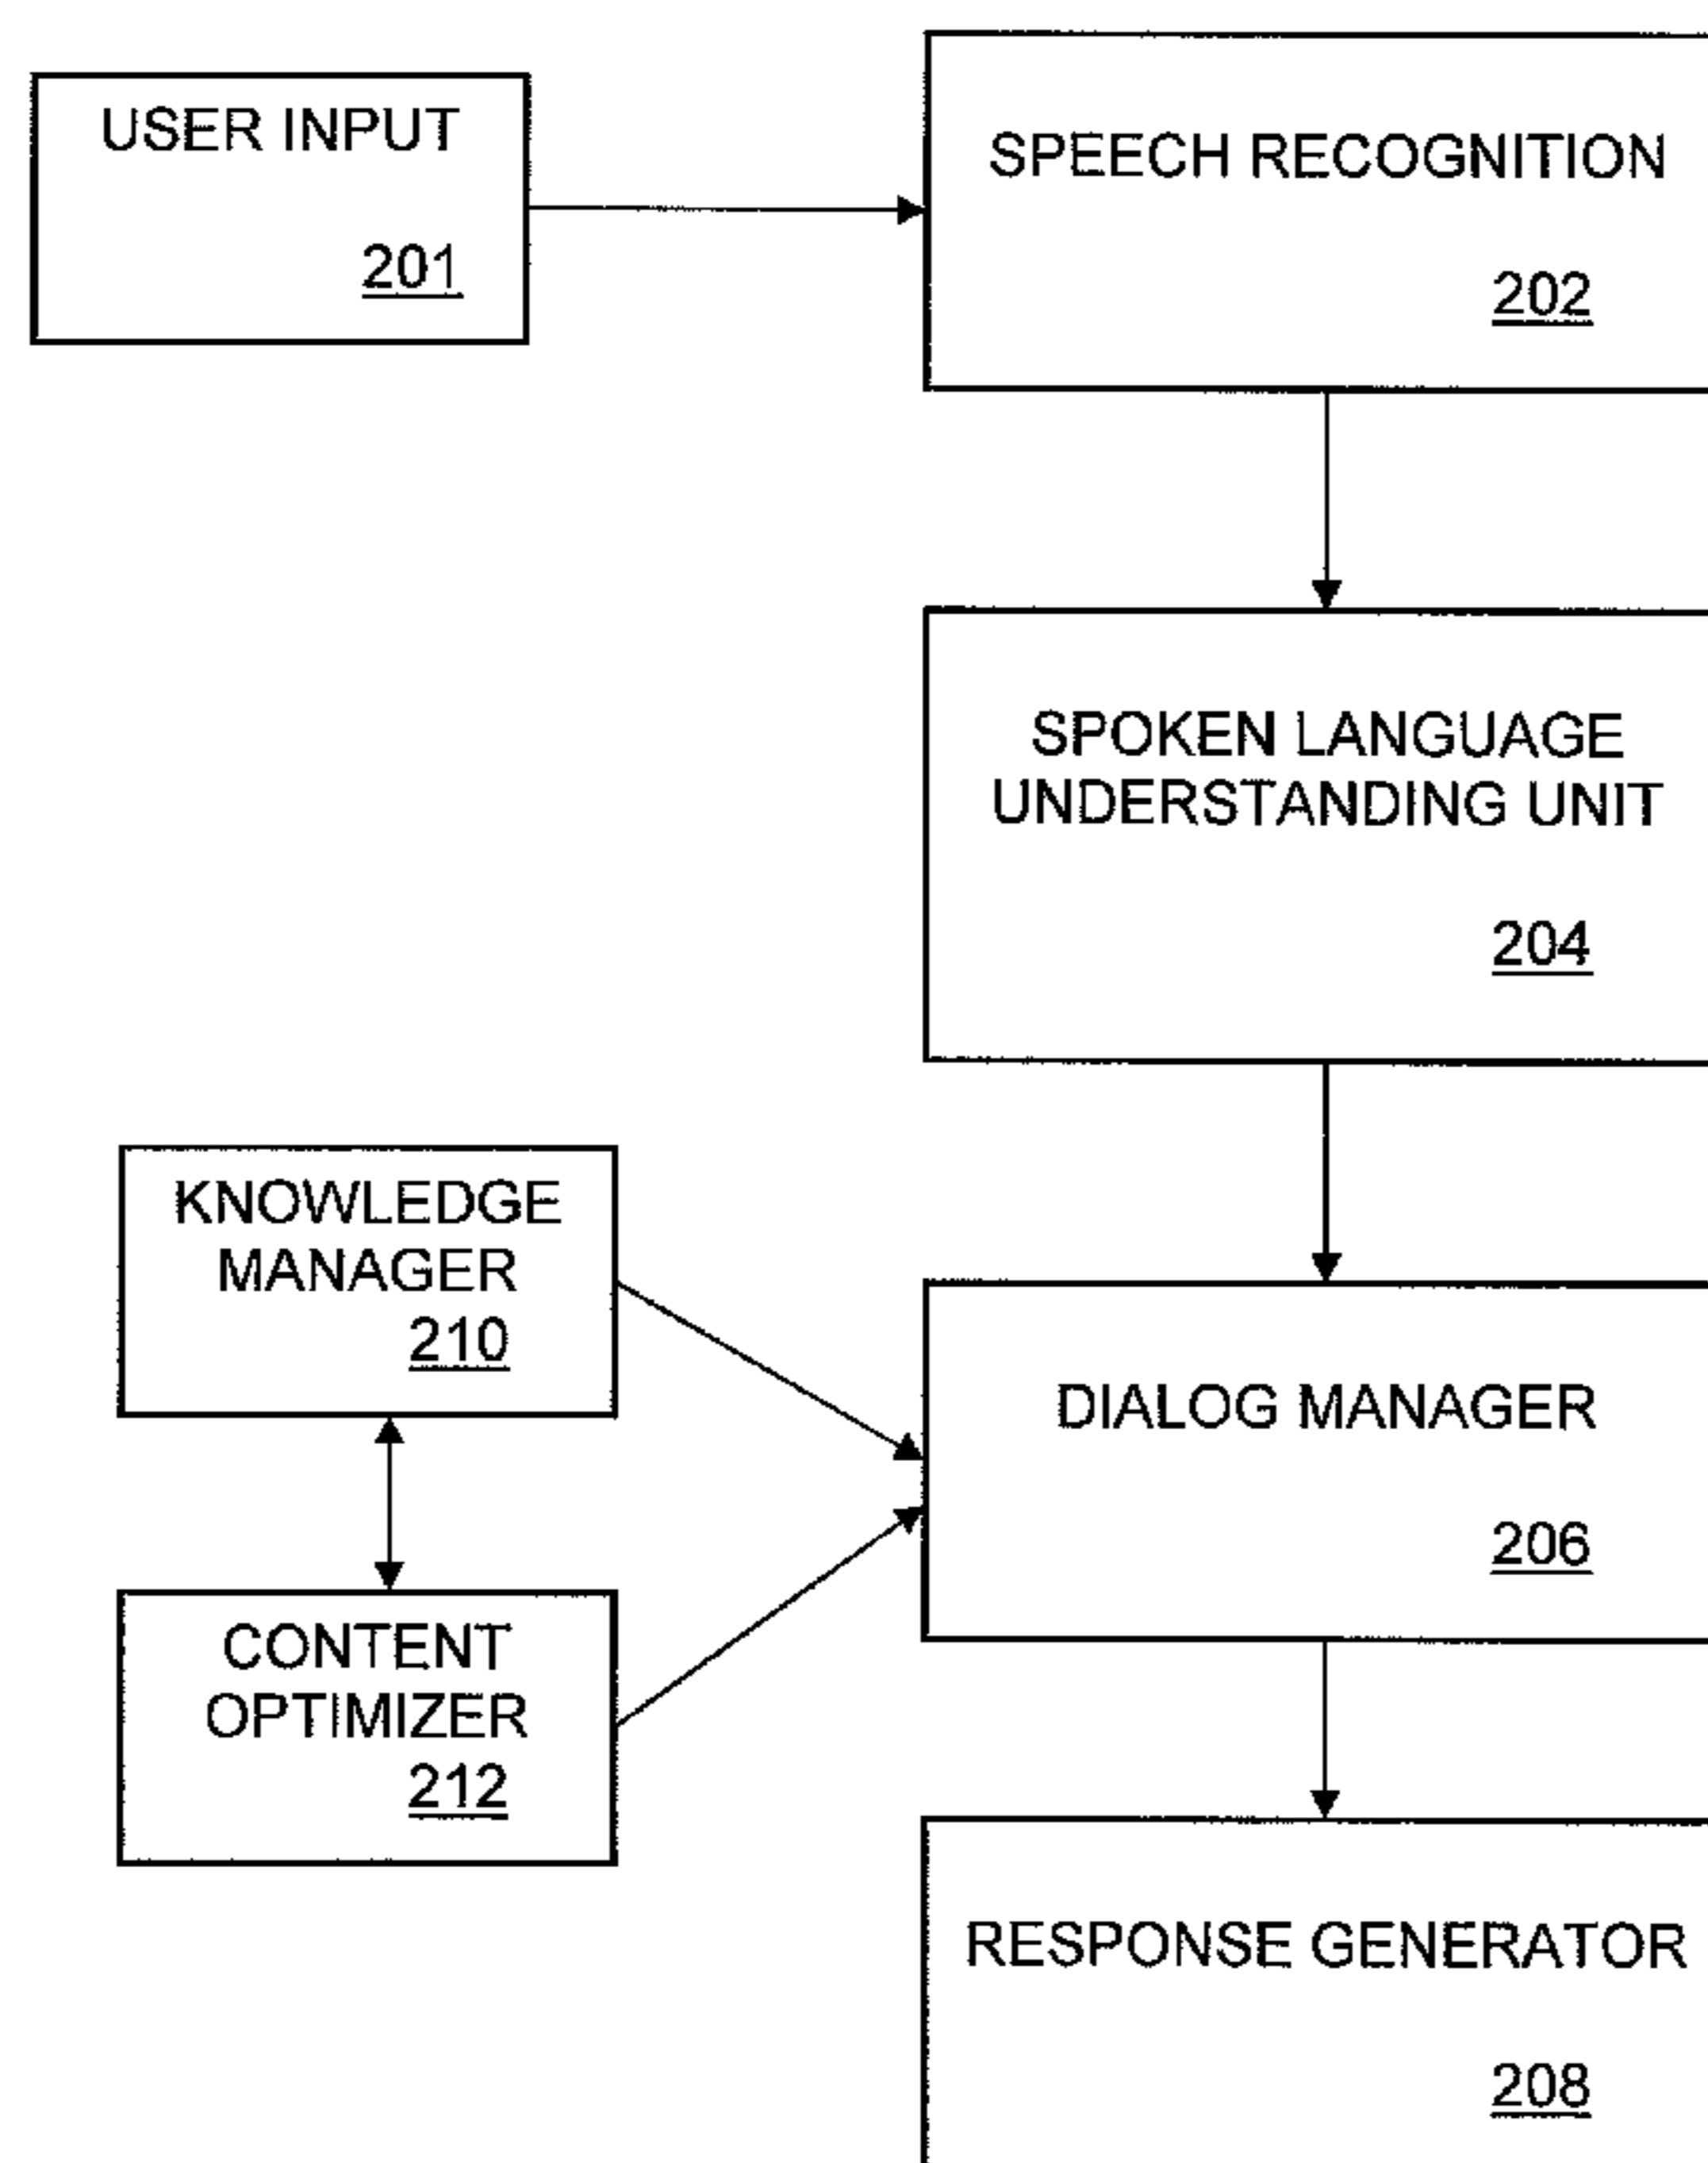 USER INPUT
201
SPEECH RECOGNITION
202
SPOKEN LANGUAGE
UNDERSTANDING UNIT
204
KNOWLEDGE
MANAGER
210
DIALOG MANAGER
206
CONTENT
OPTIMIZER
212
RESPONSE GENERATOR
208